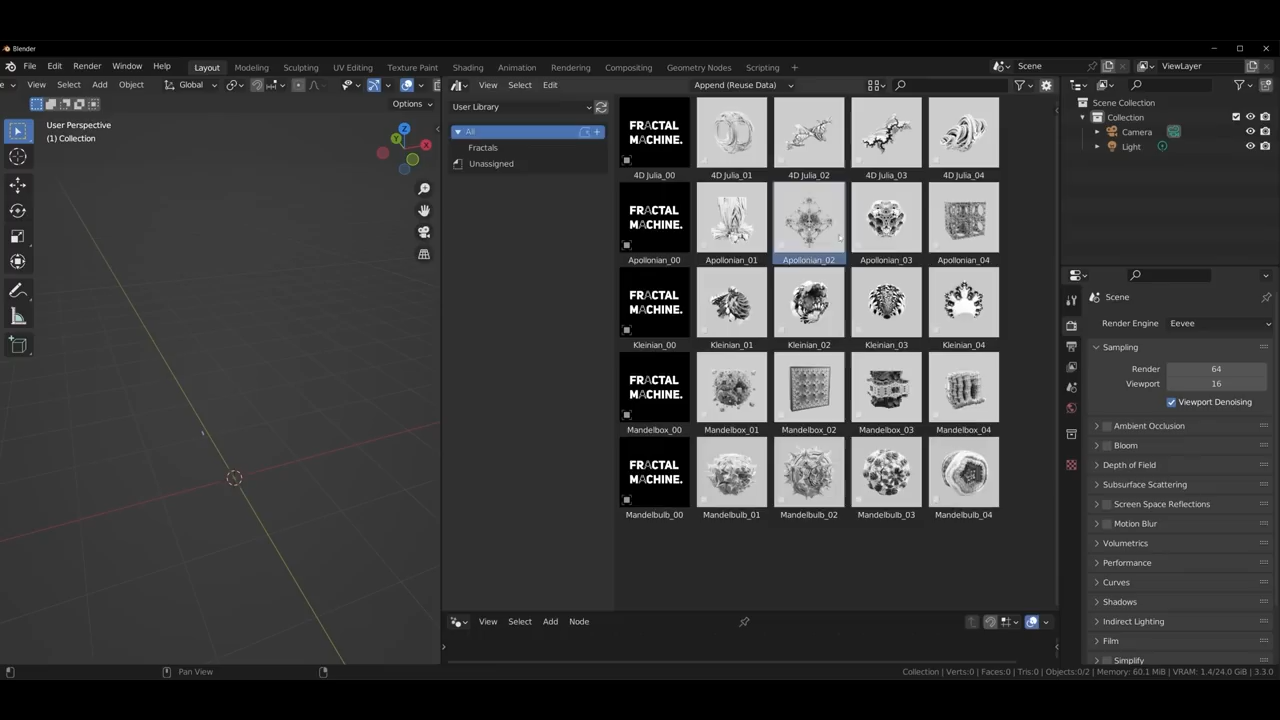 Blender
File Edit Render Window Help Layout Modeling Sculpting UV Editing Texture Paint Shading Animation Rendering Compositing Geometry Nodes Scripting + Scene ViewLayer
View Select Add Object Global View Select Edit Append (Reuse Data)
Options
User Perspective
(1) Collection
Z
X
User Library
All
Fractals
Unassigned
FRACTAL
MACHINE.
4D Julia_00 4D Julia_01 4D Julia_02 4D Julia_03 4D Julia_04
FRACTAL
MACHINE.
Apollonian_00 Apollonian_01 Apollonian_02 Apollonian_03 Apollonian_04
FRACTAL
MACHINE.
Kleinian_00 Kleinian_01 Kleinian_02 Kleinian_03 Kleinian_04
FRACTAL
MACHINE.
Mandelbox_00 Mandelbox_01 Mandelbox_02 Mandelbox_03 Mandelbox_04
FRACTAL
MACHINE.
Mandelbulb_00 Mandelbulb_01 Mandelbulb_02 Mandelbulb_03 Mandelbulb_04
View Select Add Node
Scene Collection
Collection
Camera
Light
Scene
Render Engine Eevee
Sampling
Render 64
Viewport 16
Viewport Denoising
Ambient Occlusion
Bloom
Depth of Field
Subsurface Scattering
Screen Space Reflections
Motion Blur
Volumetrics
Performance
Curves
Shadows
Indirect Lighting
Film
Simplify
Pan View
Collection | Verts:0 | Faces:0 | Tris:0 | Objects:0/2 | Memory: 60.1 MiB | VRAM: 1.4/24.0 GiB | 3.3.0